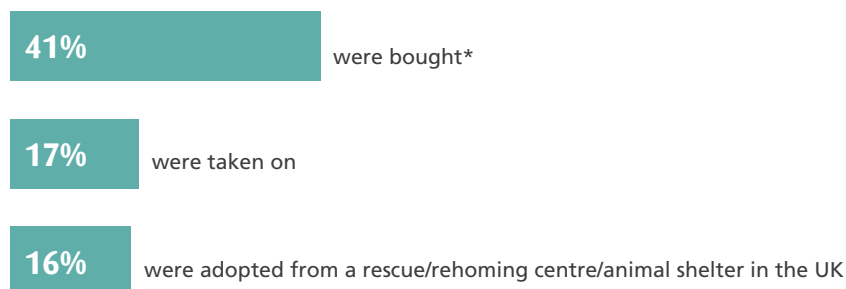 41% were bought*
17% were taken on
16% were adopted from a rescue/rehoming centre/animal shelter in the UK